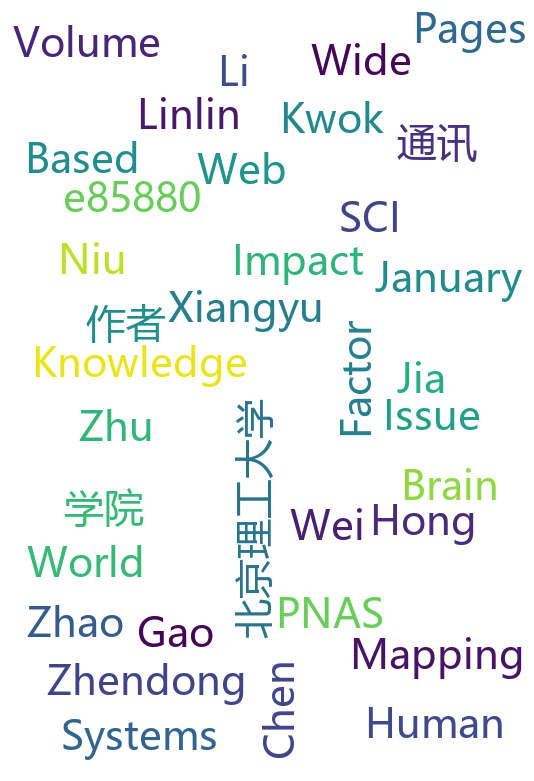 Volume
Pages
Li
Wide
Linlin
Kwok
通讯
Based
Web
e85880
SCI
Niu
Impact
January
作者
Xiangyu
Knowledge
Factor
Jia
Zhu
Issue
北京理工大学
Brain
学院
Wei
Hong
World
PNAS
Zhao
Gao
Mapping
Zhendong
Chen
Systems
Human